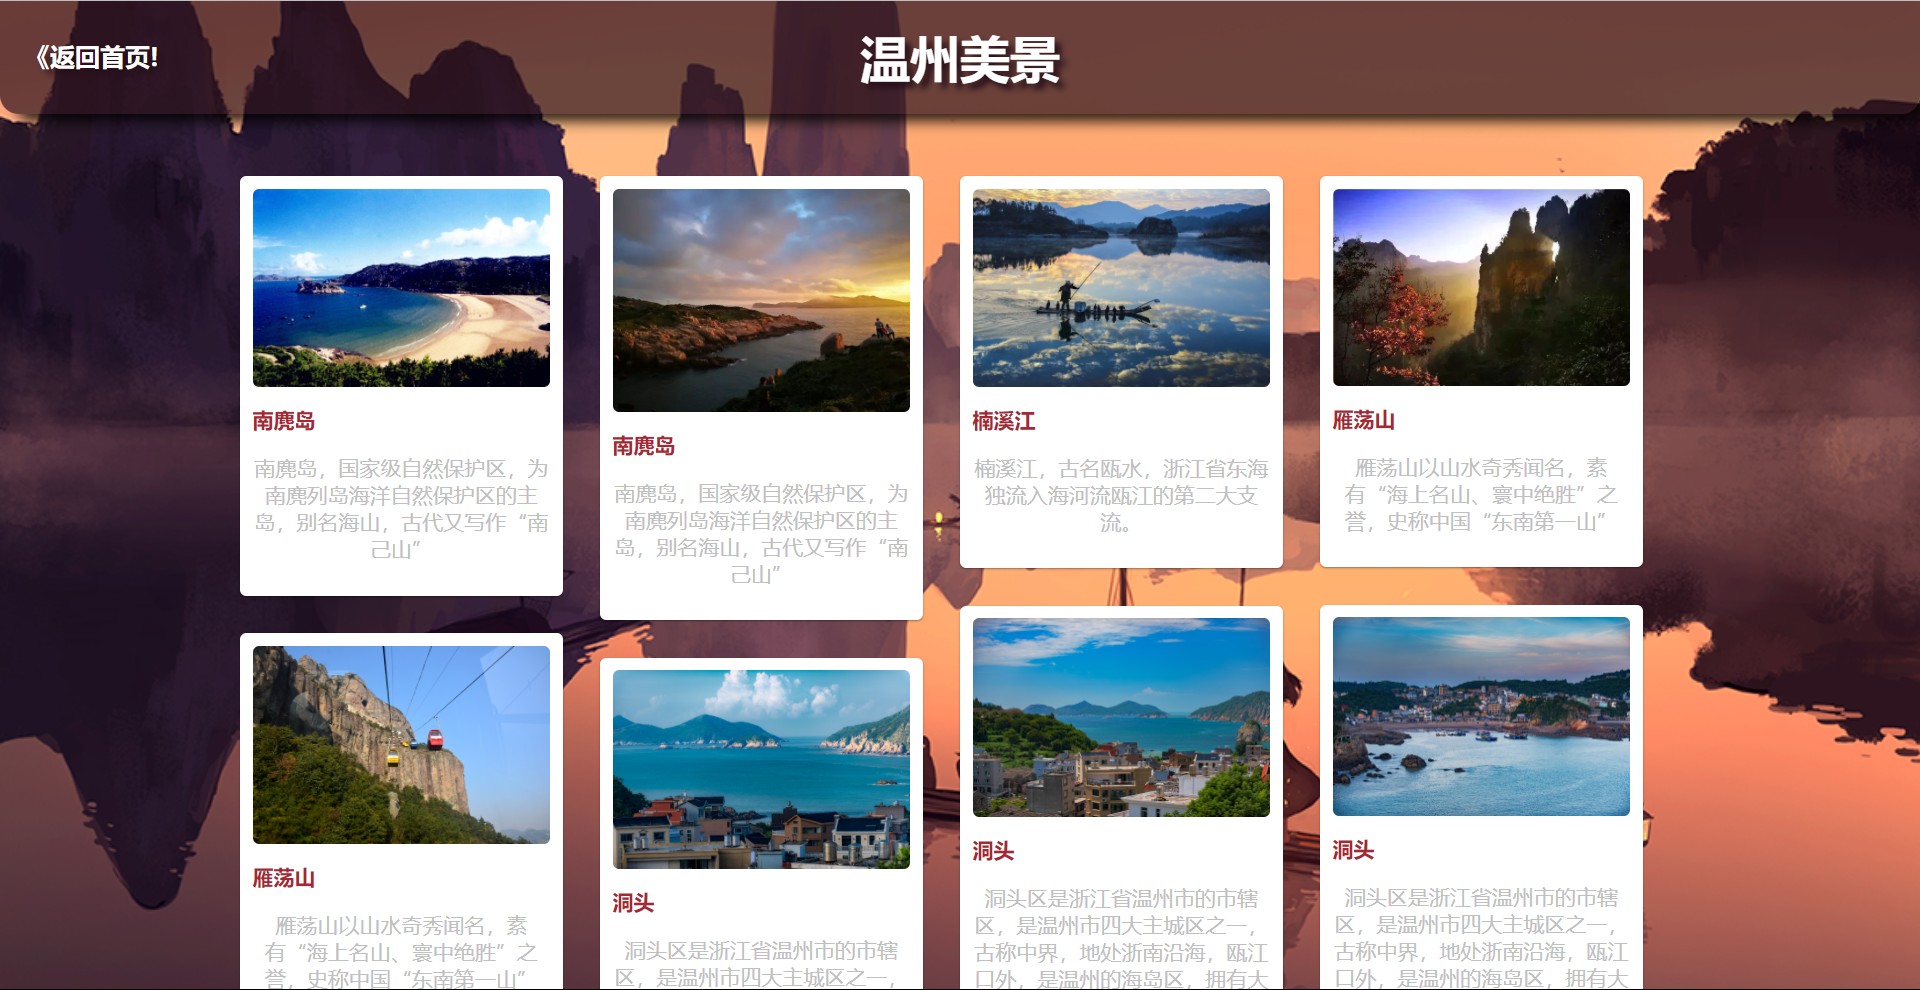 《返回首页!
温州美景
南麂岛
南麂岛，国家级自然保护区，为
南麂列岛海洋自然保护区的主
岛，别名海山，古代又写作“南
己山”
南麂岛
南麂岛，国家级自然保护区，为
南麂列岛海洋自然保护区的主
岛，别名海山，古代又写作“南
己山”
楠溪江
楠溪江，古名瓯水，浙江省东海
独流入海河流瓯江的第二大支
流。
雁荡山
雁荡山以山水奇秀闻名，素
有“海上名山、寰中绝胜”之
誉，史称中国“东南第一山”
雁荡山
雁荡山以山水奇秀闻名，素
有“海上名山、寰中绝胜”之
誉，史称中国“东南第一山”
洞头
洞头区是浙江省温州市的市辖
区，是温州市四大主城区之一，
洞头
洞头区是浙江省温州市的市辖
区，是温州市四大主城区之一，
古称中界，地处浙南沿海，瓯江
口外，是温州的海岛区，拥有大
洞头
洞头区是浙江省温州市的市辖
区，是温州市四大主城区之一，
古称中界，地处浙南沿海，瓯江
口外，是温州的海岛区，拥有大